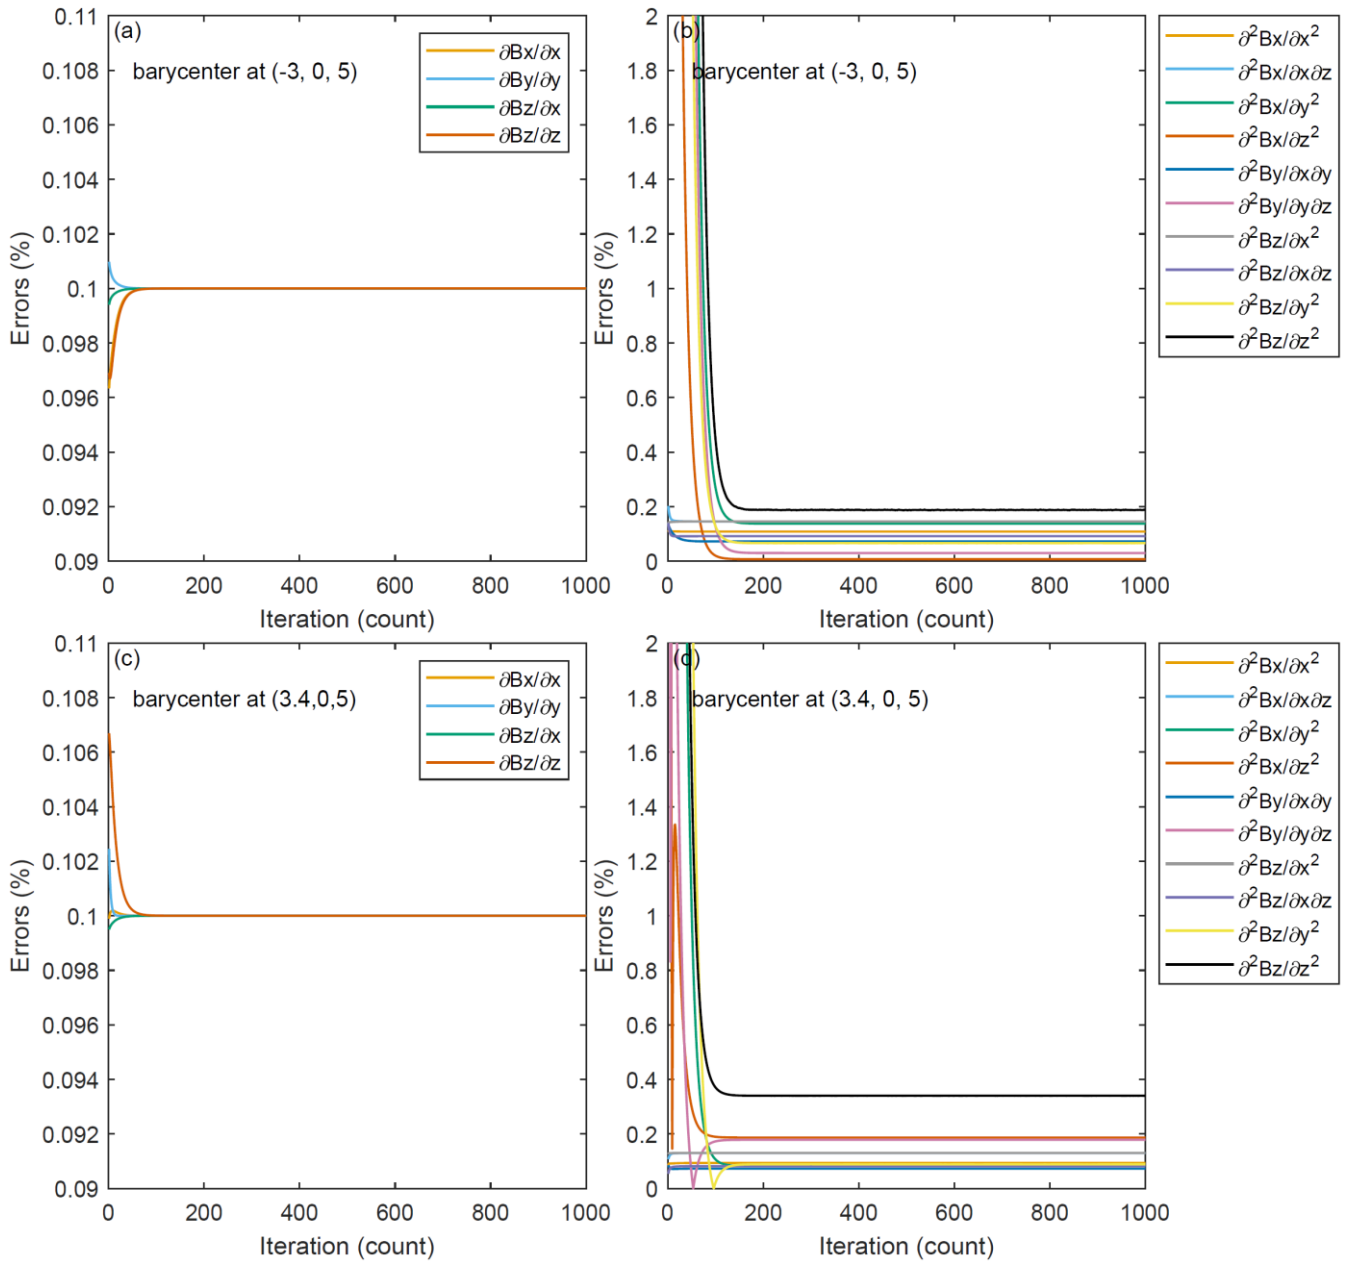 (a)
barycenter at (-3, 0, 5)
∂Bx/∂x
∂By/∂y
∂Bz/∂x
∂Bz/∂z
0.11
0.108
0.106
0.104
0.102
0.1
0.098
0.096
0.094
0.092
0.09
Errors (%)
0 200 400 600 800 1000
Iteration (count)
(b)
barycenter at (-3, 0, 5)
2
1.8
1.6
1.4
1.2
1
0.8
0.6
0.4
0.2
0
Errors (%)
0 200 400 600 800 1000
Iteration (count)
∂²Bx/∂x²
∂²Bx/∂x∂z
∂²Bx/∂y²
∂²Bx/∂z²
∂²By/∂x∂y
∂²By/∂y∂z
∂²Bz/∂x²
∂²Bz/∂x∂z
∂²Bz/∂y²
∂²Bz/∂z²
(c)
barycenter at (3.4,0,5)
∂Bx/∂x
∂By/∂y
∂Bz/∂x
∂Bz/∂z
0.11
0.108
0.106
0.104
0.102
0.1
0.098
0.096
0.094
0.092
0.09
Errors (%)
0 200 400 600 800 1000
Iteration (count)
(d)
barycenter at (3.4, 0, 5)
2
1.8
1.6
1.4
1.2
1
0.8
0.6
0.4
0.2
0
Errors (%)
0 200 400 600 800 1000
Iteration (count)
∂²Bx/∂x²
∂²Bx/∂x∂z
∂²Bx/∂y²
∂²Bx/∂z²
∂²By/∂x∂y
∂²By/∂y∂z
∂²Bz/∂x²
∂²Bz/∂x∂z
∂²Bz/∂y²
∂²Bz/∂z²